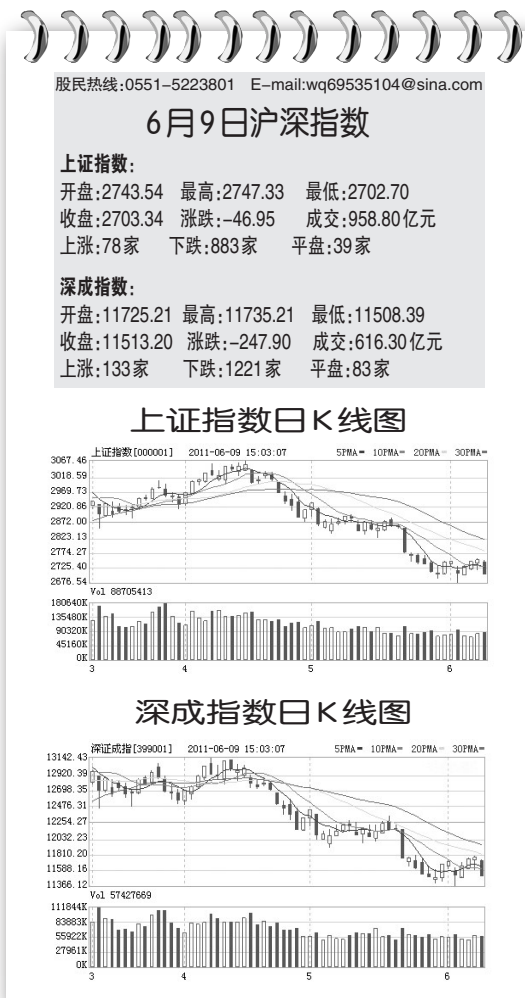 股民热线:0551-5223801 E-mail:wq69535104@sina.com
6月9日沪深指数
上证指数:
开盘:2743.54 最高:2747.33 最低:2702.70
收盘:2703.34 涨跌:-46.95 成交:958.80亿元
上涨:78家 下跌:883家 平盘:39家
深成指数:
开盘:11725.21 最高:11735.21 最低:11508.39
收盘:11513.20 涨跌:-247.90 成交:616.30亿元
上涨:133家 下跌:1221家 平盘:83家
上证指数日K线图
上证指数[000001] 2011-06-09 15:03:07 5PMA= 10PMA= 20PMA= 30PMA=
3067.46
3018.59
2969.73
2920.86
2872.00
2823.13
2774.27
2725.40
2676.54
Vol 88705413
180640K
135480K
90320K
45160K
0K
3 4 5 6
深成指数日K线图
深证成指[399001] 2011-06-09 15:03:07 5PMA= 10PMA= 20PMA= 30PMA=
13142.43
12920.39
12698.35
12476.31
12254.27
12032.23
11810.20
11588.16
11366.12
Vol 57427669
111844K
83883K
55922K
27961K
0K
3 4 5 6